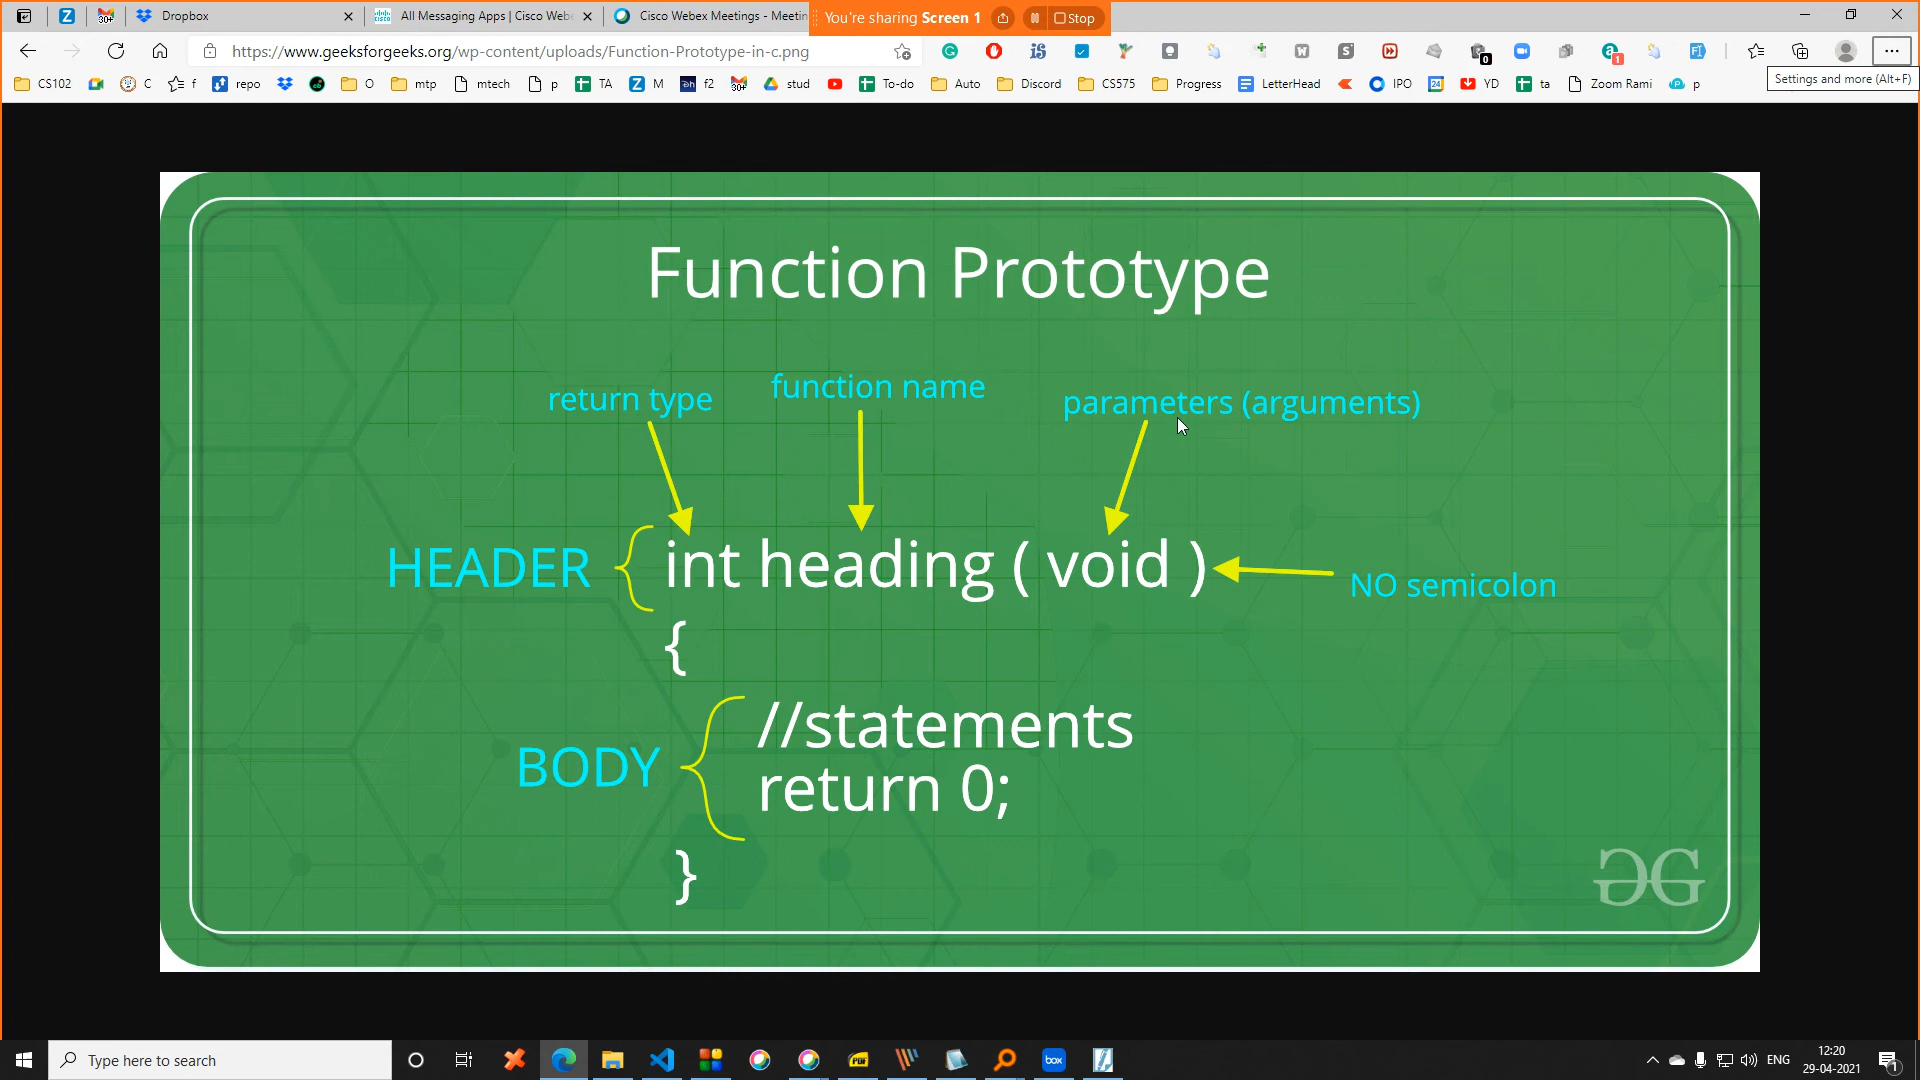 Dropbox
All Messaging Apps | Cisco Web
Cisco Webex Meetings - Meetin
You're sharing Screen 1
Stop
https://www.geeksforgeeks.org/wp-content/uploads/Function-Prototype-in-c.png
CS102 C f repo O mtp mtech p TA M f2 stud To-do Auto Discord CS575 Progress LetterHead IPO YD ta Zoom Rami p
Settings and more (Alt+F)
Function Prototype
return type
function name
parameters (arguments)
HEADER
int heading ( void )
NO semicolon
{
//statements
BODY
return 0;
}
Type here to search
ENG
12:20
29-04-2021